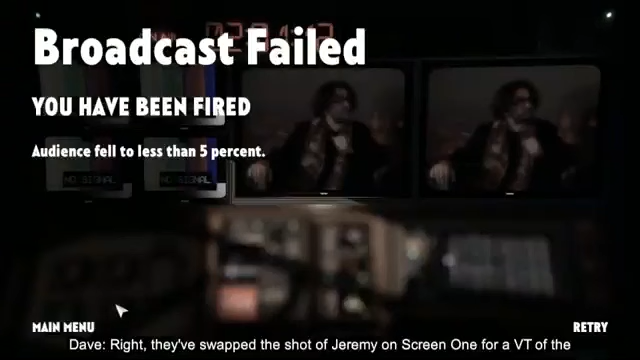 Broadcast Failed
YOU HAVE BEEN FIRED
Audience fell to less than 5 percent.
NO SIGNAL
NO SIGNAL
MAIN MENU
RETRY
Dave: Right, they've swapped the shot of Jeremy on Screen One for a VT of the